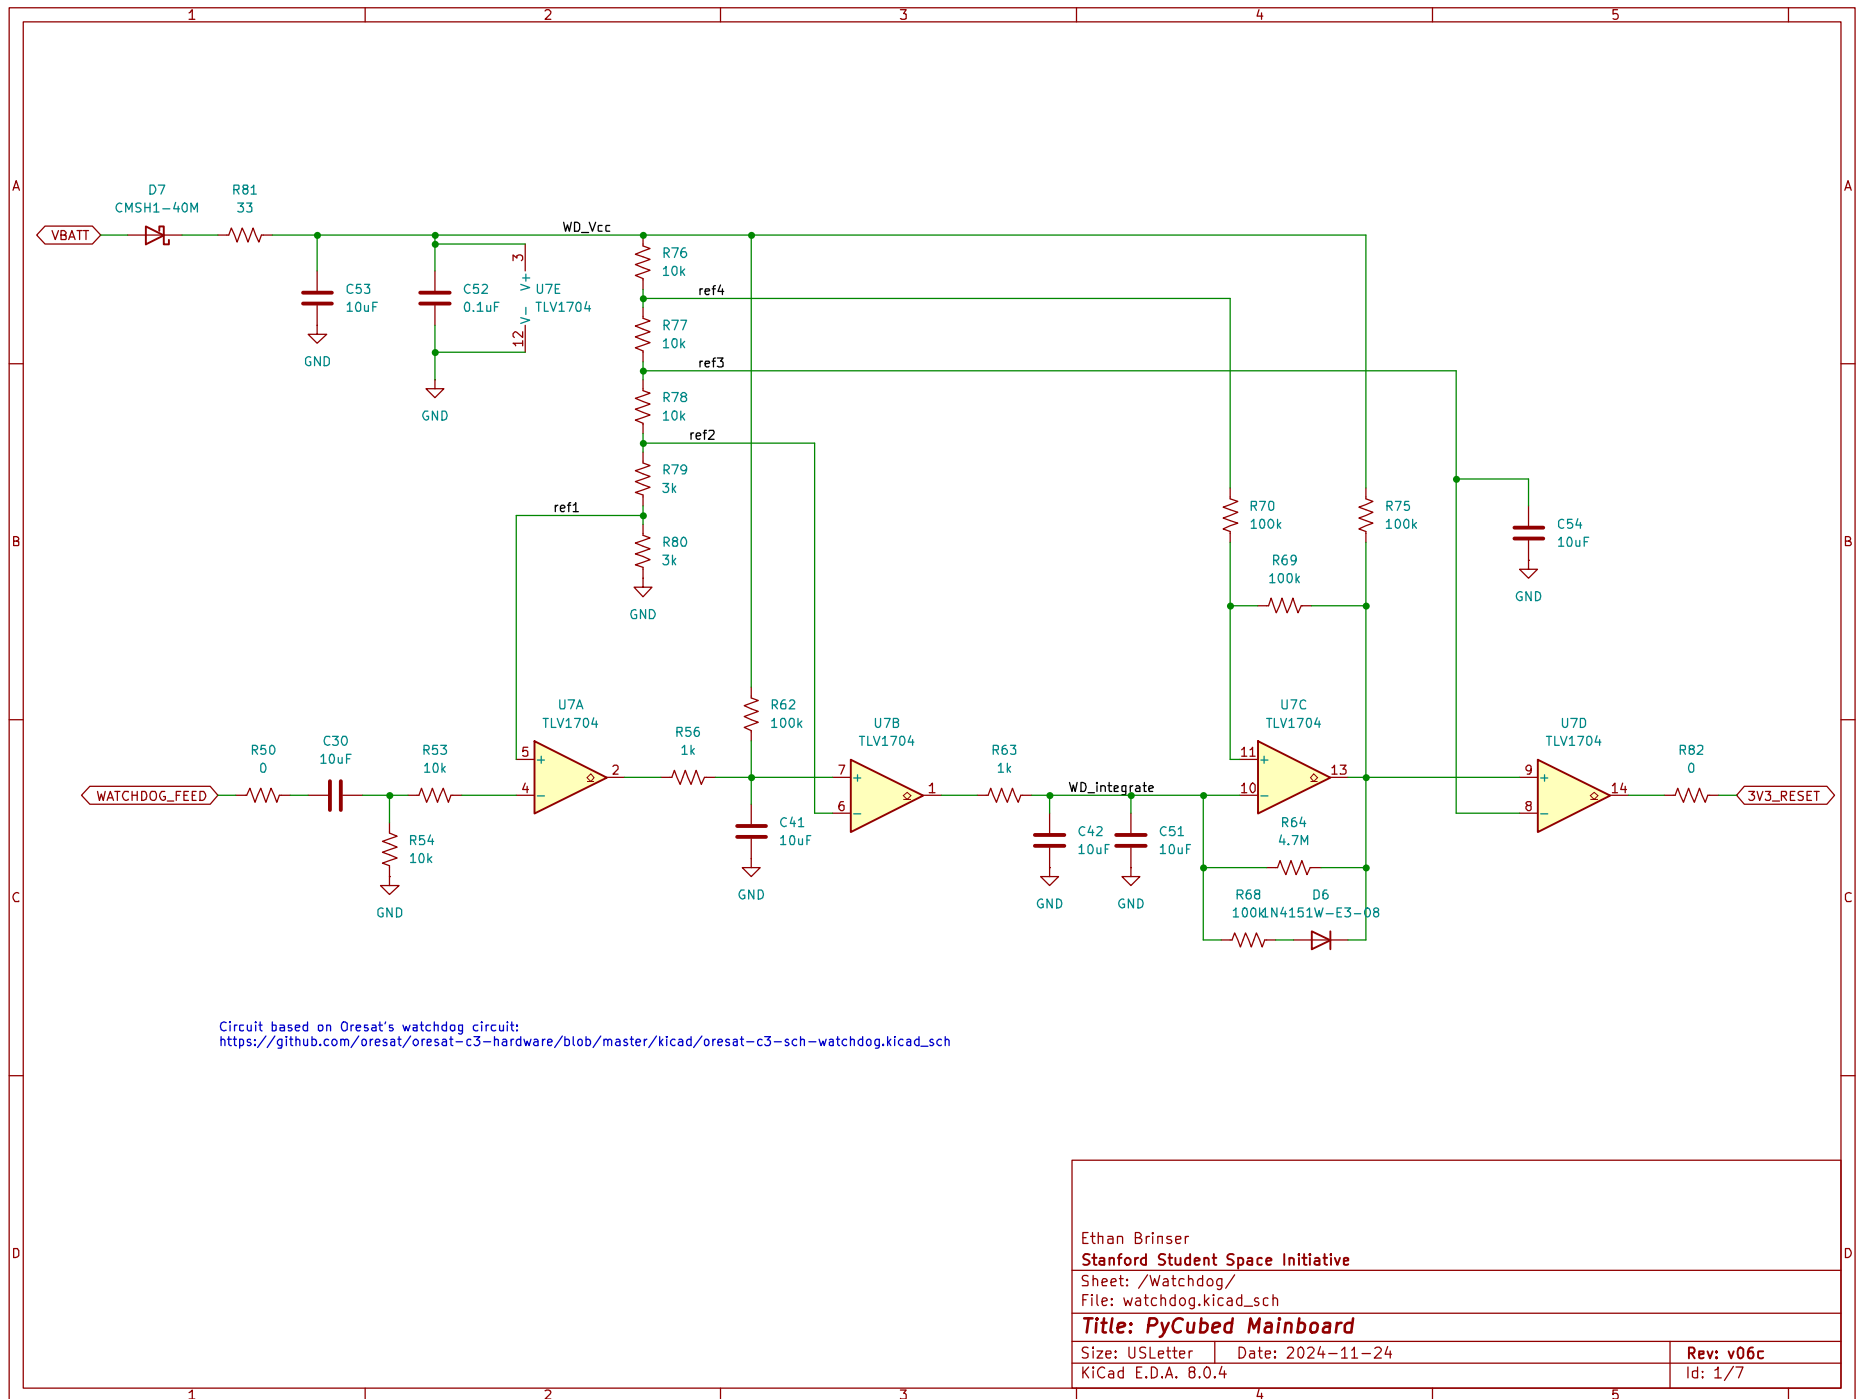 1 2 3 4 5
A A
D7
CMSH1-40M
R81
33
VBATT
WD_Vcc
C53
10uF
GND
C52
0.1uF
GND
3
V+
V-
12
U7E
TLV1704
R76
10k
ref4
R77
10k
ref3
R78
10k
ref2
R79
3k
ref1
R80
3k
GND
B B
R70
100k
R75
100k
R69
100k
C54
10uF
GND
WATCHDOG_FEED
R50
0
C30
10uF
R53
10k
R54
10k
GND
U7A
TLV1704
5
+
4
-
2
R56
1k
R62
100k
C41
10uF
GND
U7B
TLV1704
7
+
6
-
1
R63
1k
WD_integrate
C42
10uF
GND
C51
10uF
GND
U7C
TLV1704
11
+
10
-
13
R64
4.7M
R68
100k
D6
1N4151W-E3-08
U7D
TLV1704
9
+
8
-
14
R82
0
3V3_RESET
C C
Circuit based on Oresat's watchdog circuit:
https://github.com/oresat/oresat-c3-hardware/blob/master/kicad/oresat-c3-sch-watchdog.kicad_sch
D D
Ethan Brinser
Stanford Student Space Initiative
Sheet: /Watchdog/
File: watchdog.kicad_sch
Title: PyCubed Mainboard
Size: USLetter Date: 2024-11-24 Rev: v06c
KiCad E.D.A. 8.0.4 Id: 1/7
1 2 3 4 5